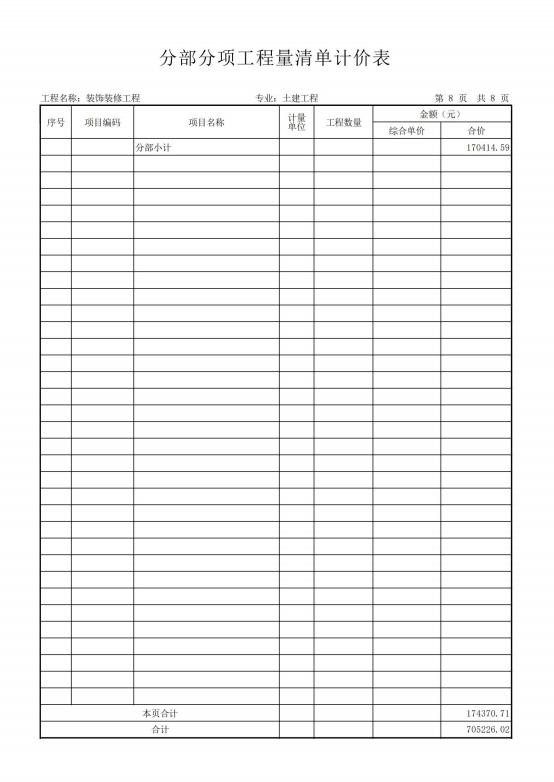 分部分项工程量清单计价表
工程名称：装饰装修工程 专业：土建工程 第 8 页 共 8 页
序号 项目编码 项目名称 计量单位 工程数量 金额（元）
综合单价 合价
分部小计 170414.59
本页合计 174370.71
合计 705226.02